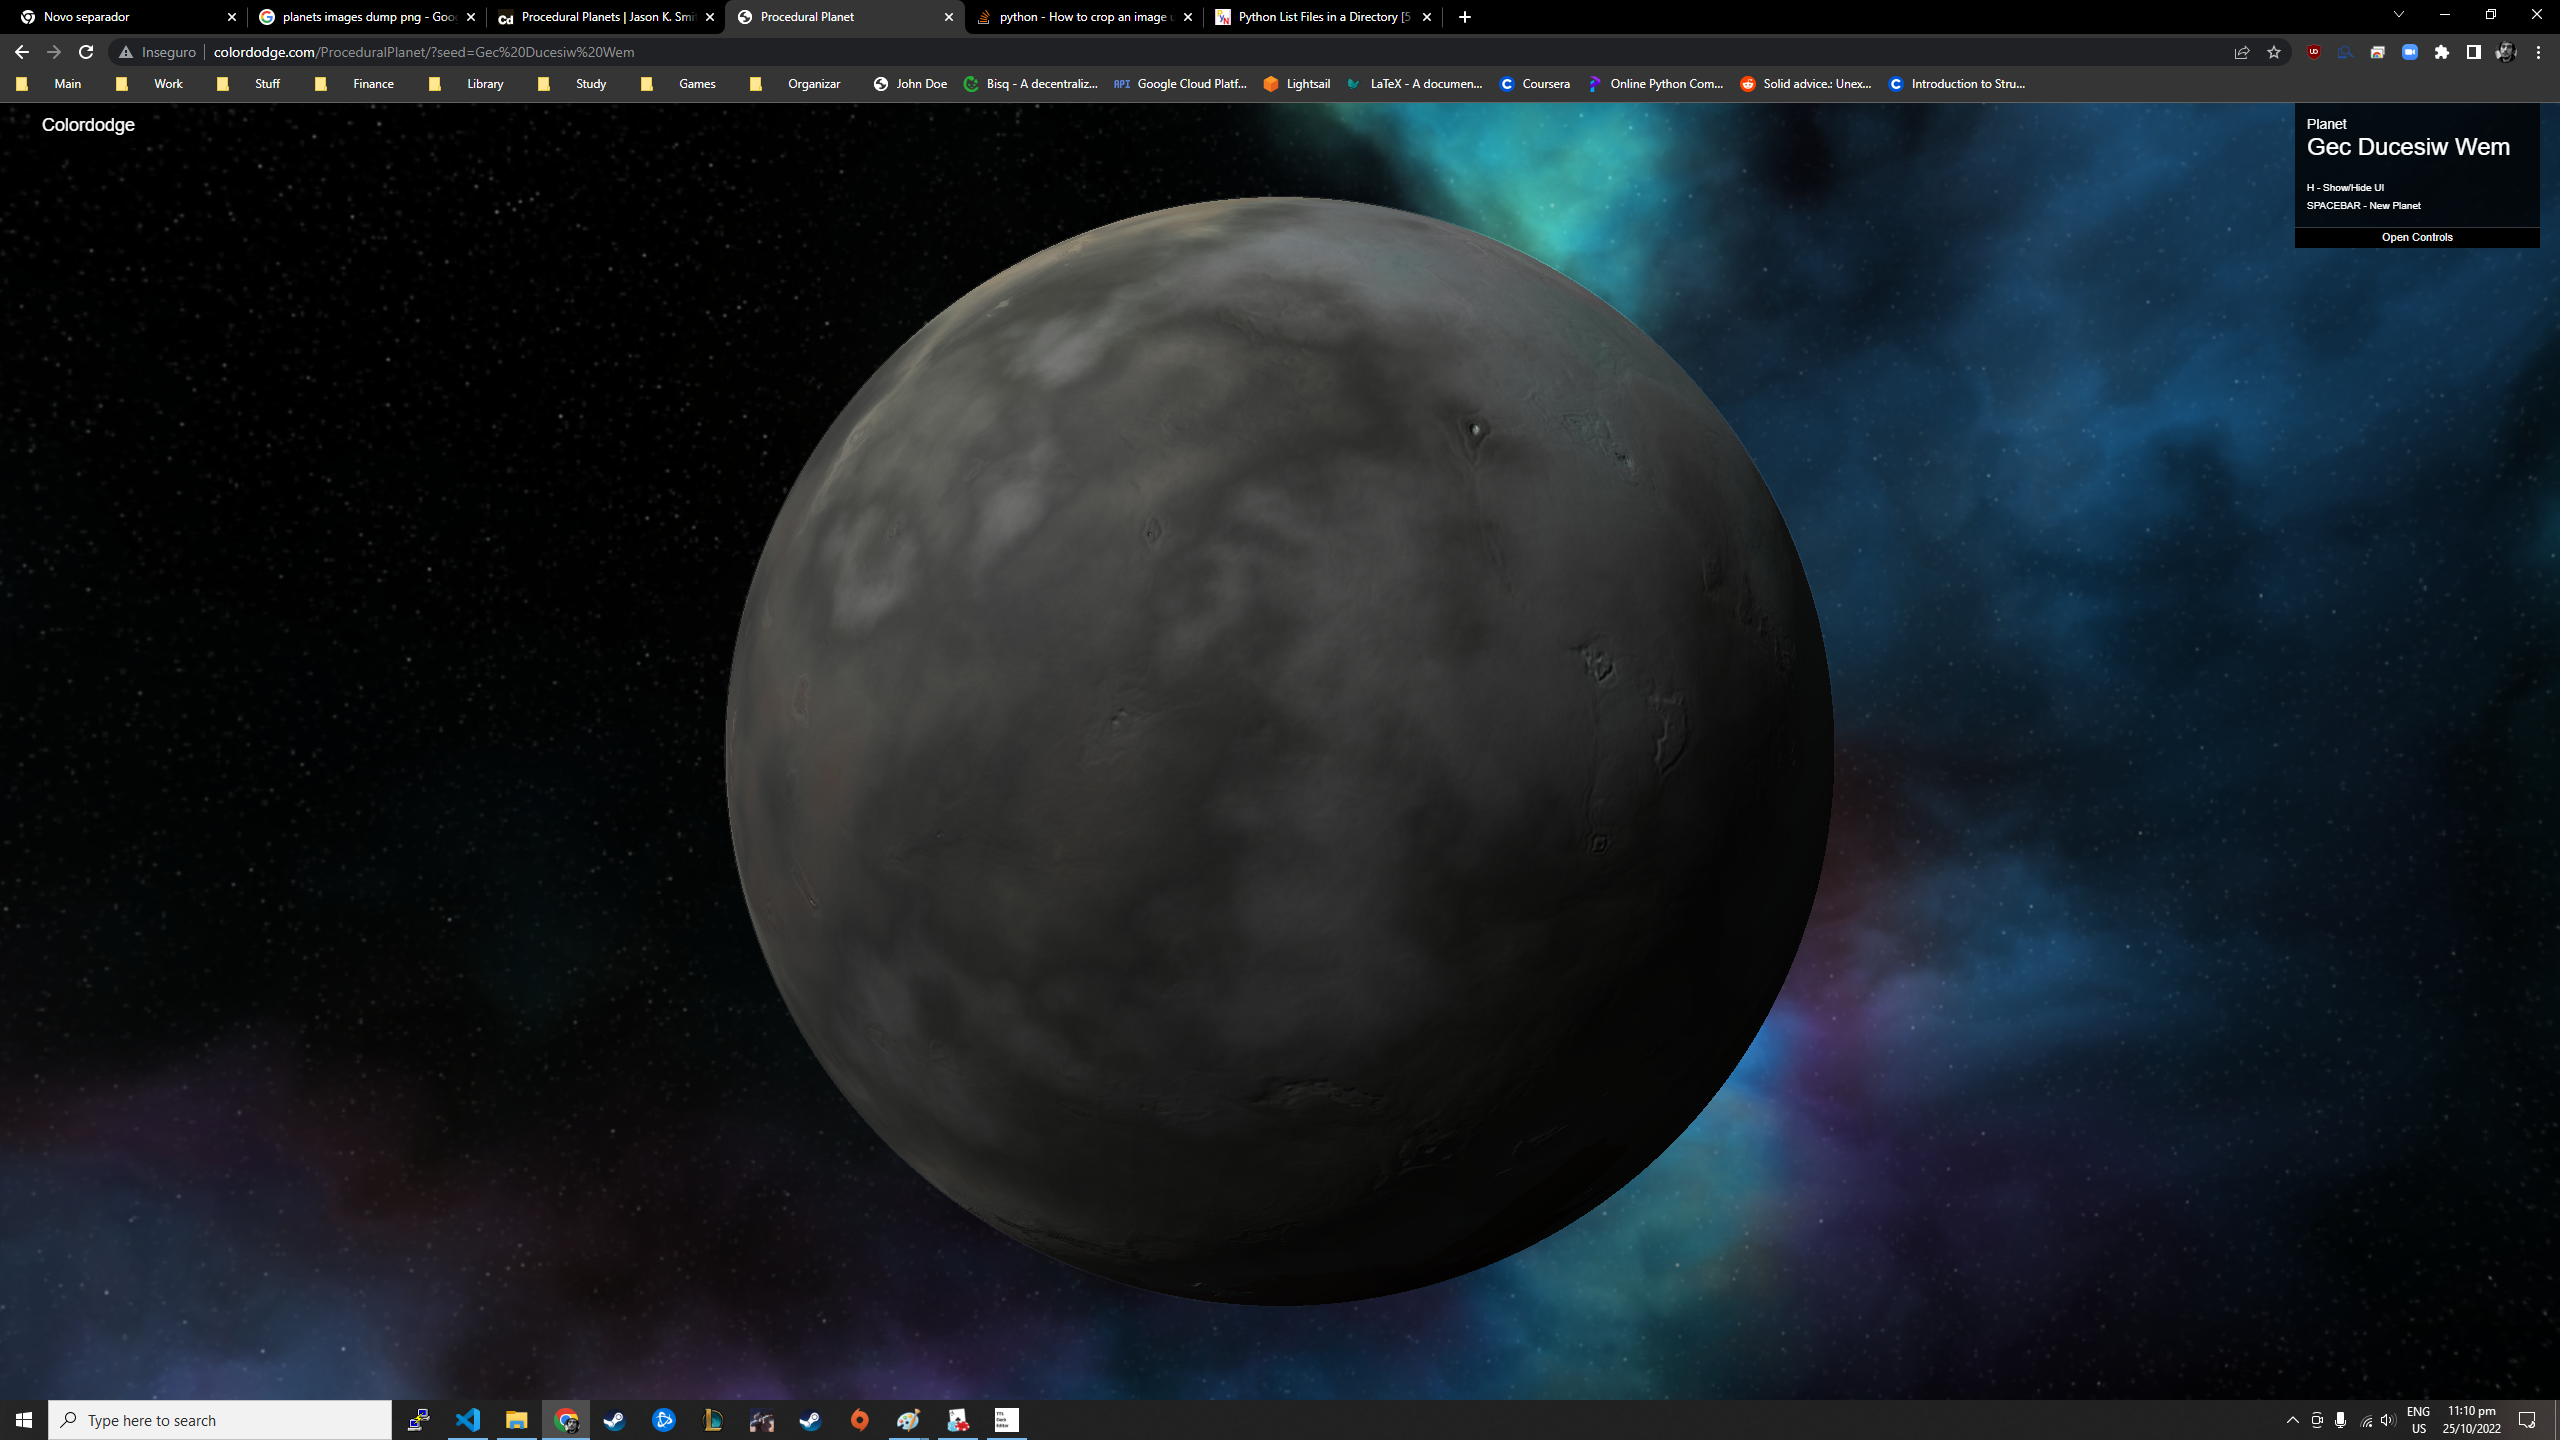 Novo separador
planets images dump png - Goo
Cd Procedural Planets | Jason K. Smi
Procedural Planet
python - How to crop an image u
Python List Files in a Directory [5
Inseguro colordodge.com/ProceduralPlanet/?seed=Gec%20Ducesiw%20Wem
Main Work Stuff Finance Library Study Games Organizar John Doe Bisq - A decentraliz... API Google Cloud Platf... Lightsail LaTeX - A documen... Coursera Online Python Com... Solid advice.: Unex... Introduction to Stru...
Colordodge
Planet
Gec Ducesiw Wem
H - Show/Hide UI
SPACEBAR - New Planet
Open Controls
Type here to search
ENG
US
11:10 pm
25/10/2022